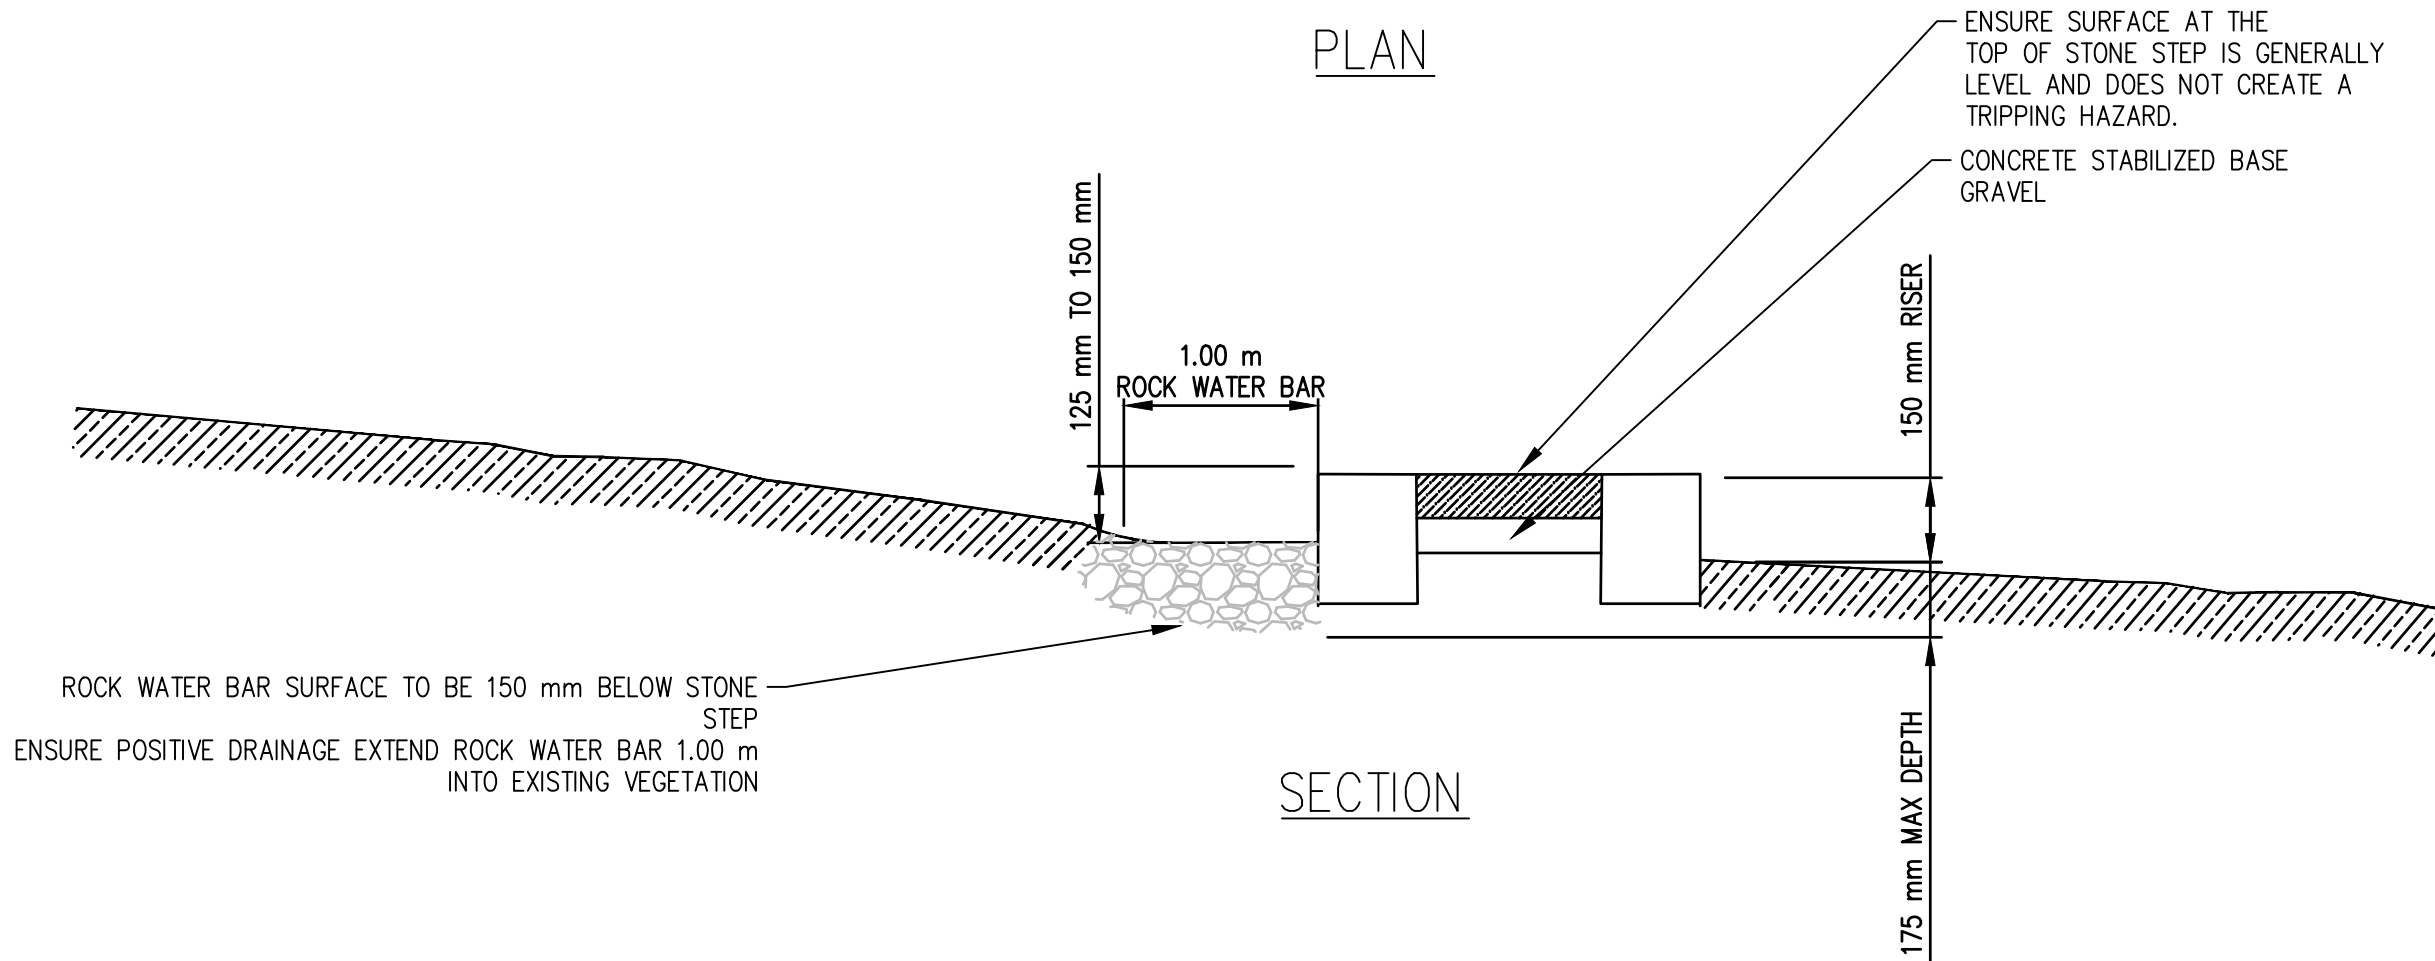 PLAN
ENSURE SURFACE AT THE
TOP OF STONE STEP IS GENERALLY
LEVEL AND DOES NOT CREATE A
TRIPPING HAZARD.
CONCRETE STABILIZED BASE
GRAVEL
125 mm TO 150 mm
1.00 m
ROCK WATER BAR
150 mm RISER
ROCK WATER BAR SURFACE TO BE 150 mm BELOW STONE
STEP
ENSURE POSITIVE DRAINAGE EXTEND ROCK WATER BAR 1.00 m
INTO EXISTING VEGETATION
SECTION
175 mm MAX DEPTH